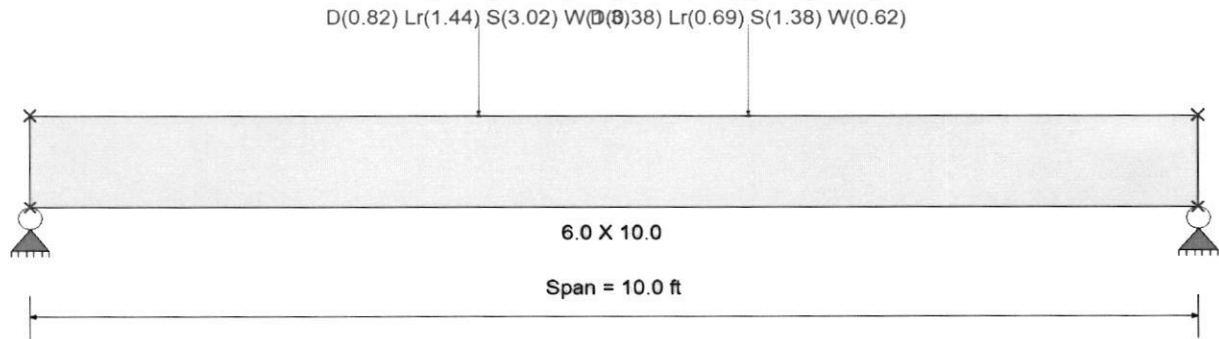 D(0.82) Lr(1.44) S(3.02) Lr(0.69) S(1.38) W(0.62)
6.0 X 10.0
Span = 10.0 ft